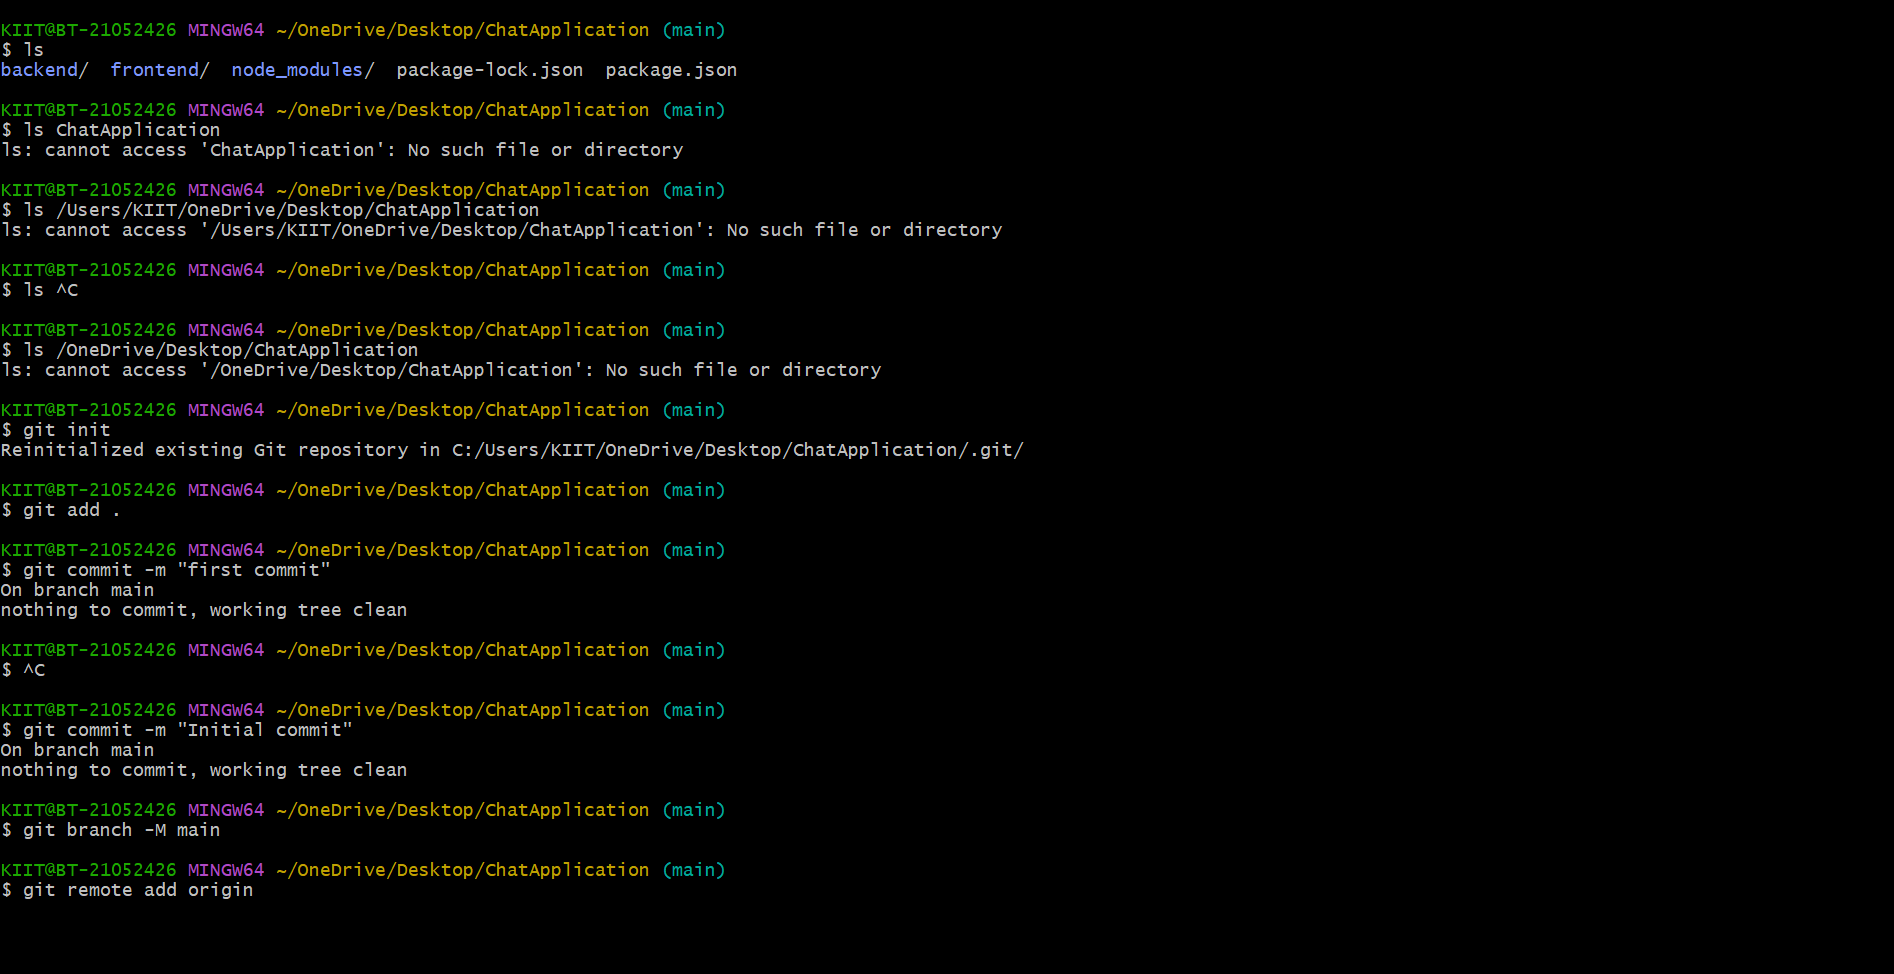 KIIT@BT-21052426 MINGW64 ~/OneDrive/Desktop/ChatApplication (main)
$ ls
backend/  frontend/  node_modules/  package-lock.json  package.json
KIIT@BT-21052426 MINGW64 ~/OneDrive/Desktop/ChatApplication (main)
$ ls ChatApplication
ls: cannot access 'ChatApplication': No such file or directory
KIIT@BT-21052426 MINGW64 ~/OneDrive/Desktop/ChatApplication (main)
$ ls /Users/KIIT/OneDrive/Desktop/ChatApplication
ls: cannot access '/Users/KIIT/OneDrive/Desktop/ChatApplication': No such file or directory
KIIT@BT-21052426 MINGW64 ~/OneDrive/Desktop/ChatApplication (main)
$ ls ^C
KIIT@BT-21052426 MINGW64 ~/OneDrive/Desktop/ChatApplication (main)
$ ls /OneDrive/Desktop/ChatApplication
ls: cannot access '/OneDrive/Desktop/ChatApplication': No such file or directory
KIIT@BT-21052426 MINGW64 ~/OneDrive/Desktop/ChatApplication (main)
$ git init
Reinitialized existing Git repository in C:/Users/KIIT/OneDrive/Desktop/ChatApplication/.git/
KIIT@BT-21052426 MINGW64 ~/OneDrive/Desktop/ChatApplication (main)
$ git add .
KIIT@BT-21052426 MINGW64 ~/OneDrive/Desktop/ChatApplication (main)
$ git commit -m "first commit"
On branch main
nothing to commit, working tree clean
KIIT@BT-21052426 MINGW64 ~/OneDrive/Desktop/ChatApplication (main)
$ ^C
KIIT@BT-21052426 MINGW64 ~/OneDrive/Desktop/ChatApplication (main)
$ git commit -m "Initial commit"
On branch main
nothing to commit, working tree clean
KIIT@BT-21052426 MINGW64 ~/OneDrive/Desktop/ChatApplication (main)
$ git branch -M main
KIIT@BT-21052426 MINGW64 ~/OneDrive/Desktop/ChatApplication (main)
$ git remote add origin